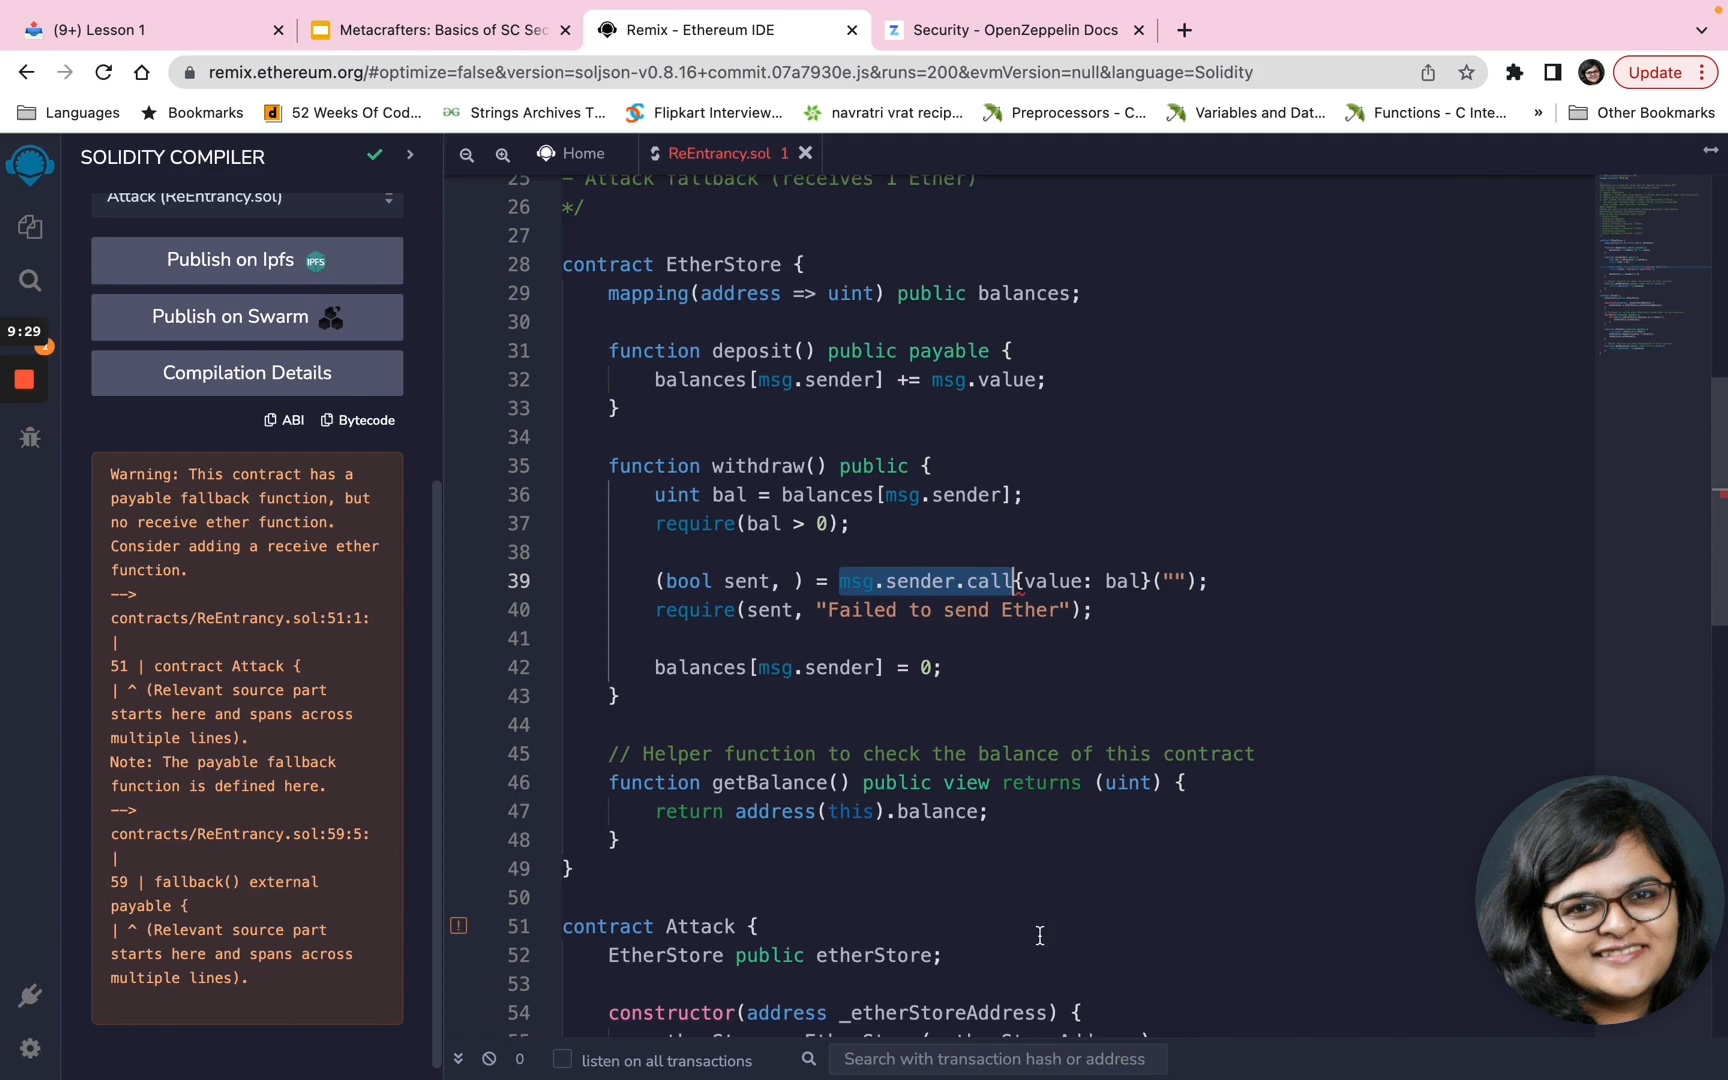 (9+) Lesson 1
Metacrafters: Basics of SC Sec
Remix - Ethereum IDE
Security - OpenZeppelin Docs
remix.ethereum.org/#optimize=false&version=soljson-v0.8.16+commit.07a7930e.js&runs=200&evmVersion=null&language=Solidity
Update
Languages
Bookmarks
52 Weeks Of Cod...
Strings Archives T...
Flipkart Interview...
navratri vrat recip...
Preprocessors - C...
Variables and Dat...
Functions - C Inte...
»
Other Bookmarks
SOLIDITY COMPILER
Attack (ReEntrancy.sol)
Publish on Ipfs
IPFS
Publish on Swarm
9:29
Compilation Details
ABI
Bytecode
Warning: This contract has a
payable fallback function, but
no receive ether function.
Consider adding a receive ether
function.
-->
contracts/ReEntrancy.sol:51:1:
|
51 | contract Attack {
| ^ (Relevant source part
starts here and spans across
multiple lines).
Note: The payable fallback
function is defined here.
-->
contracts/ReEntrancy.sol:59:5:
|
59 | fallback() external
payable {
| ^ (Relevant source part
starts here and spans across
multiple lines).
Home
ReEntrancy.sol 1
25 - Attack fallback (receives 1 Ether)
26 */
27
28 contract EtherStore {
29 mapping(address => uint) public balances;
30
31 function deposit() public payable {
32 balances[msg.sender] += msg.value;
33 }
34
35 function withdraw() public {
36 uint bal = balances[msg.sender];
37 require(bal > 0);
38
39 (bool sent, ) = msg.sender.call{value: bal}("");
40 require(sent, "Failed to send Ether");
41
42 balances[msg.sender] = 0;
43 }
44
45 // Helper function to check the balance of this contract
46 function getBalance() public view returns (uint) {
47 return address(this).balance;
48 }
49 }
50
51 contract Attack {
52 EtherStore public etherStore;
53
54 constructor(address _etherStoreAddress) {
0
listen on all transactions
Search with transaction hash or address